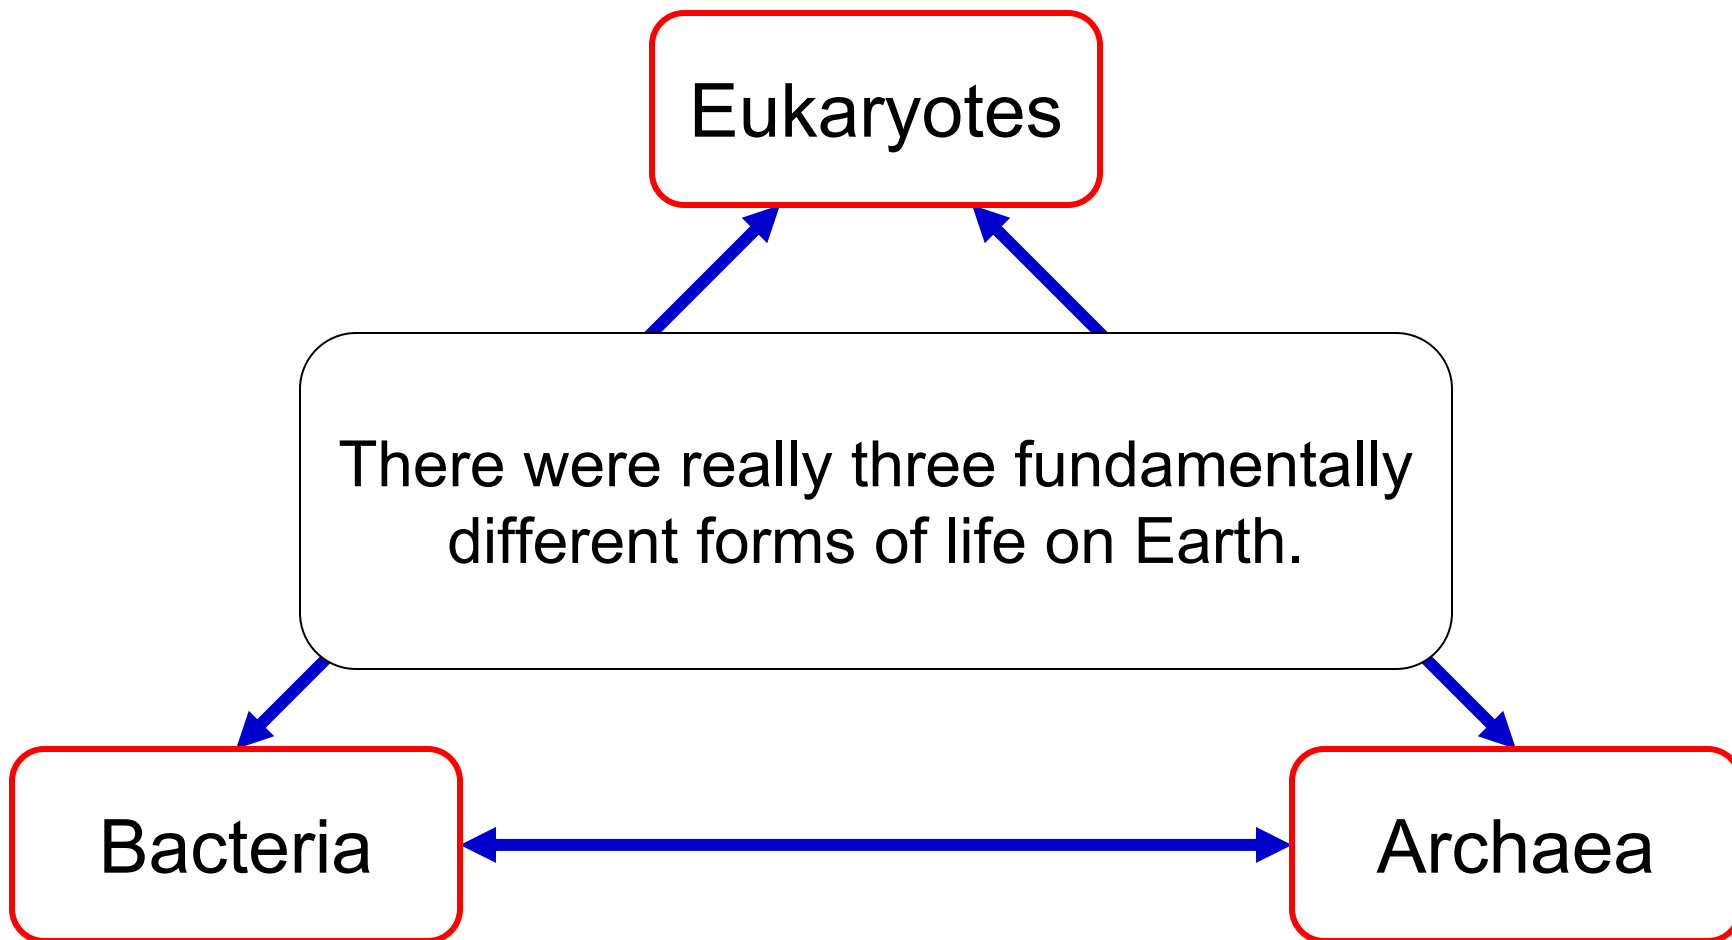 Eukaryotes
There were really three fundamentally
different forms of life on Earth.
Bacteria
Archaea